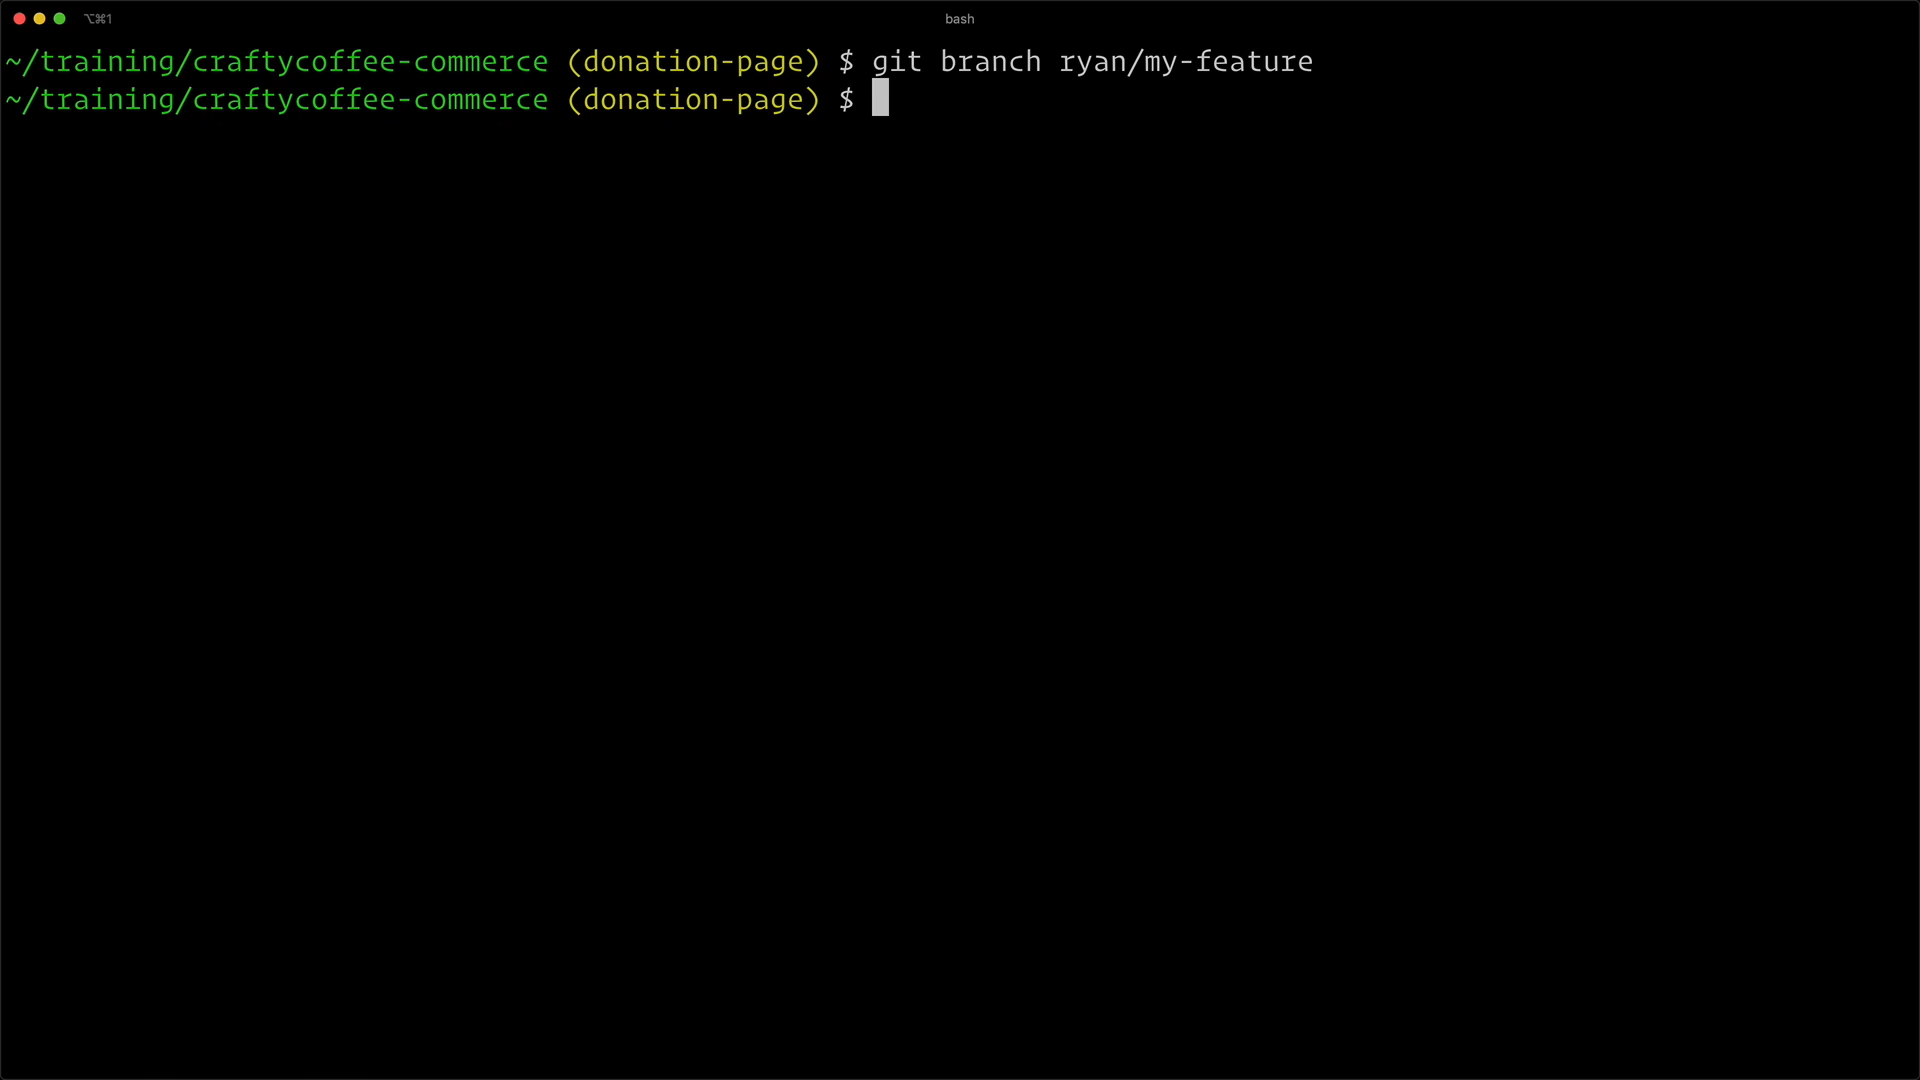 ⌥⌘1
bash
~/training/craftycoffee-commerce (donation-page) $ git branch ryan/my-feature
~/training/craftycoffee-commerce (donation-page) $